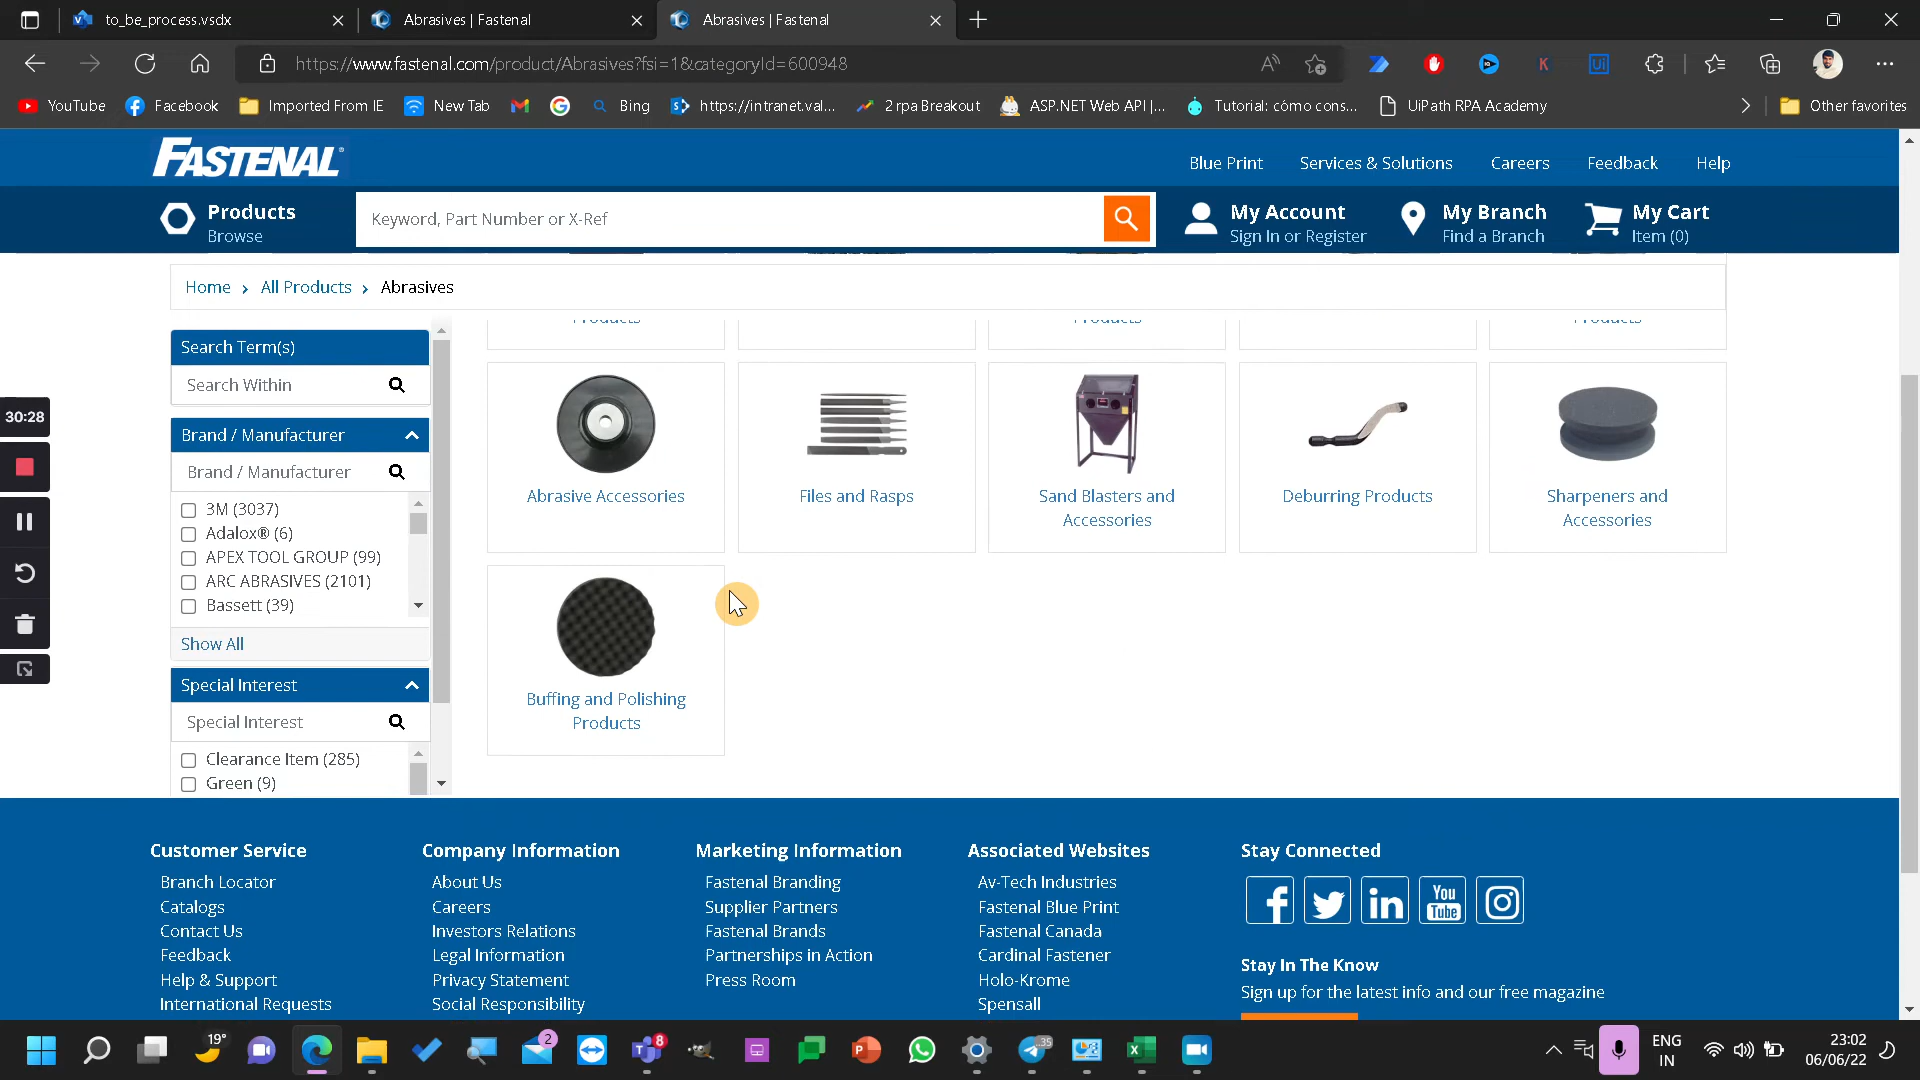 to_be_process.vsdx
Abrasives | Fastenal
Abrasives | Fastenal
https://www.fastenal.com/product/Abrasives?fsi=1&categoryId=600948
YouTube
Facebook
Imported From IE
New Tab
Bing
https://intranet.val...
2 rpa Breakout
ASP.NET Web API |...
Tutorial: cómo cons...
UiPath RPA Academy
Other favorites
FASTENAL
Blue Print
Services & Solutions
Careers
Feedback
Help
Products
Browse
Keyword, Part Number or X-Ref
My Account
Sign In or Register
My Branch
Find a Branch
My Cart
Item (0)
Home > All Products > Abrasives
Products
Products
Products
Search Term(s)
Search Within
Brand / Manufacturer
Brand / Manufacturer
3M (3037)
Adalox® (6)
APEX TOOL GROUP (99)
ARC ABRASIVES (2101)
Bassett (39)
Show All
Special Interest
Special Interest
Clearance Item (285)
Green (9)
30:28
Abrasive Accessories
Files and Rasps
Sand Blasters and
Accessories
Deburring Products
Sharpeners and
Accessories
Buffing and Polishing
Products
Customer Service
Branch Locator
Catalogs
Contact Us
Feedback
Help & Support
International Requests
Company Information
About Us
Careers
Investors Relations
Legal Information
Privacy Statement
Social Responsibility
Marketing Information
Fastenal Branding
Supplier Partners
Fastenal Brands
Partnerships in Action
Press Room
Associated Websites
Av-Tech Industries
Fastenal Blue Print
Fastenal Canada
Cardinal Fastener
Holo-Krome
Spensall
Stay Connected
You
Tube
Stay In The Know
Sign up for the latest info and our free magazine
19°
2
8
ENG
IN
23:02
06/06/22